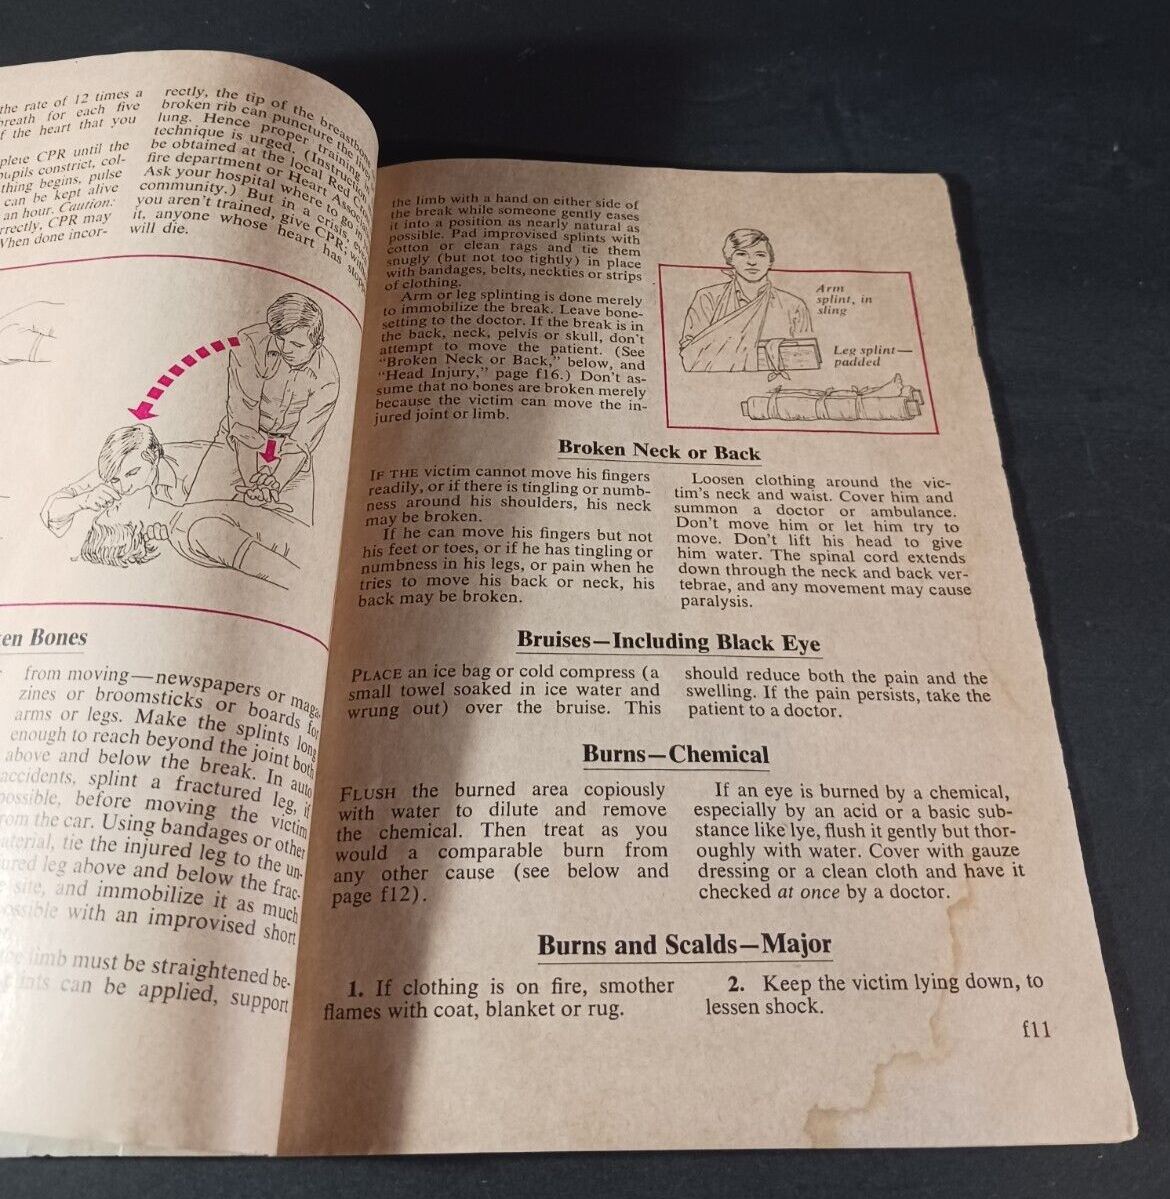 the rate of 12 times a
breath for each five
f the heart that you
plete CPR until the
pupils constrict, col-
thing begins, pulse
can be kept alive
an hour. Caution:
rrectly, CPR may
When done incor-
rectly, the tip of the breastbone
broken rib can puncture the
lung. Hence proper training in
technique is urged. (Instruction
be obtained at the local Red
fire department or Heart
Ask your hospital where to go in
community.) But in a crisis,
you aren't trained, give CPR;
it, anyone whose heart has
will die.
en Bones
from moving—newspapers or maga-
zines or broomsticks or boards for
arms or legs. Make the splints long
enough to reach beyond the joint both
above and below the break. In auto
accidents, splint a fractured leg, if
possible, before moving the victim
rom the car. Using bandages or other
material, tie the injured leg to the un-
ured leg above and below the frac-
site, and immobilize it as much
possible with an improvised short
limb must be straightened be-
can be applied, support
the limb with a hand on either side of
the break while someone gently eases
it into a position as nearly natural as
possible. Pad improvised splints with
cotton or clean rags and tie them
snugly (but not too tightly) in place
with bandages, belts, neckties or strips
of clothing.
Arm or leg splinting is done merely
to immobilize the break. Leave bone-
setting to the doctor. If the break is in
the back, neck, pelvis or skull, don't
attempt to move the patient. (See
"Broken Neck or Back," below, and
"Head Injury," page f16.) Don't as-
sume that no bones are broken merely
because the victim can move the in-
jured joint or limb.
Arm
splint, in
sling
Leg splint—
padded
Broken Neck or Back
IF THE victim cannot move his fingers
readily, or if there is tingling or numb-
ness around his shoulders, his neck
may be broken.
If he can move his fingers but not
his feet or toes, or if he has tingling or
numbness in his legs, or pain when he
tries to move his back or neck, his
back may be broken.
Loosen clothing around the vic-
tim's neck and waist. Cover him and
summon a doctor or ambulance.
Don't move him or let him try to
move. Don't lift his head to give
him water. The spinal cord extends
down through the neck and back ver-
tebrae, and any movement may cause
paralysis.
Bruises—Including Black Eye
PLACE an ice bag or cold compress (a
small towel soaked in ice water and
wrung out) over the bruise. This
should reduce both the pain and the
swelling. If the pain persists, take the
patient to a doctor.
Burns—Chemical
FLUSH the burned area copiously
with water to dilute and remove
the chemical. Then treat as you
would a comparable burn from
any other cause (see below and
page f12).
If an eye is burned by a chemical,
especially by an acid or a basic sub-
stance like lye, flush it gently but thor-
oughly with water. Cover with gauze
dressing or a clean cloth and have it
checked at once by a doctor.
Burns and Scalds—Major
1. If clothing is on fire, smother
flames with coat, blanket or rug.
2. Keep the victim lying down, to
lessen shock.
f11